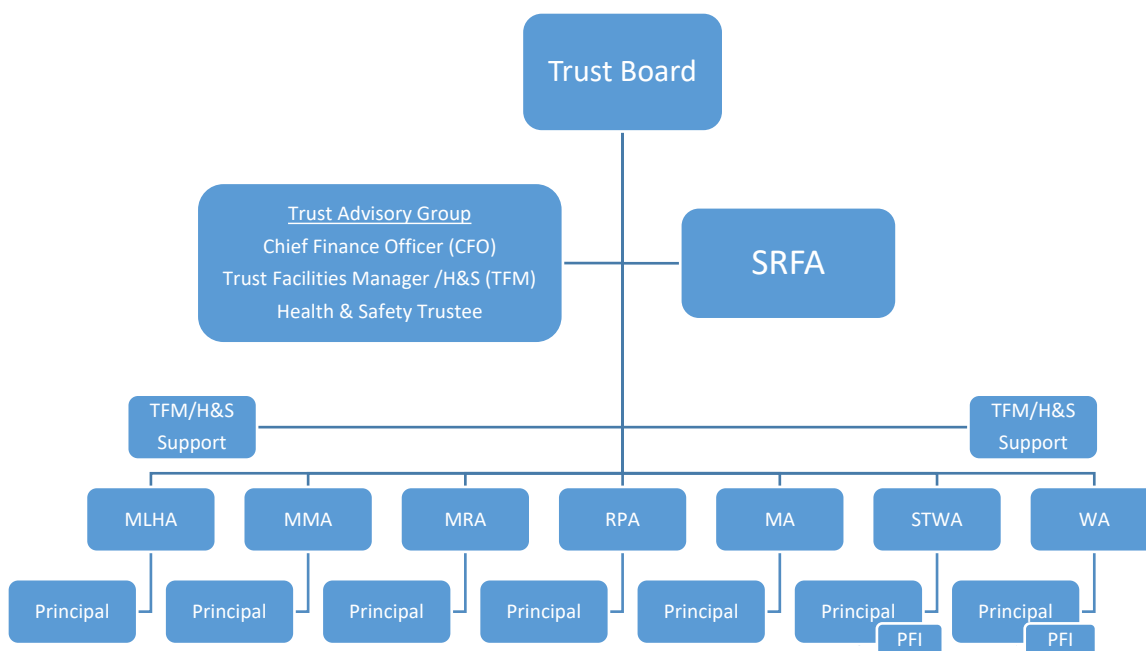 Trust Board
Trust Advisory Group
Chief Finance Officer (CFO)
Trust Facilities Manager /H&S (TFM)
Health & Safety Trustee
SRFA
TFM/H&S
Support
TFM/H&S
Support
MLHA
MMA
MRA
RPA
MA
STWA
WA
Principal
Principal
Principal
Principal
Principal
Principal
Principal
PFI
PFI